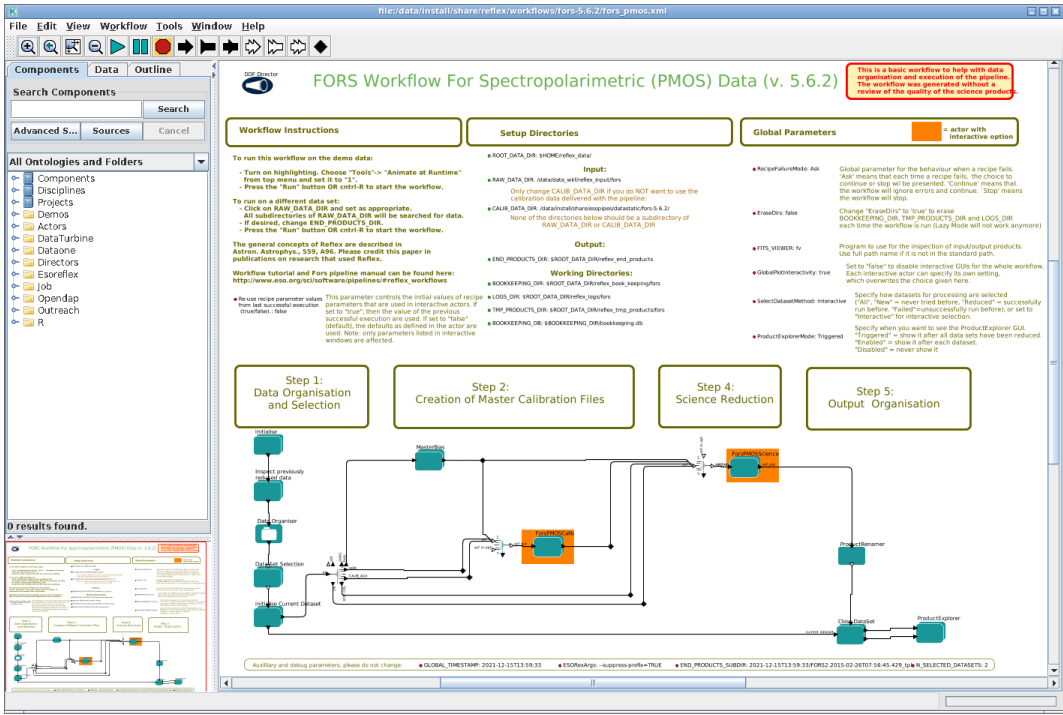 file:/data/install/share/reflex/workflows/fors-5.6.2/fors_pmos.xml
File Edit View Workflow Tools Window Help
Components Data Outline
Search Components
Search
Advanced S... Sources Cancel
All Ontologies and Folders
Components
Disciplines
Projects
Demos
Actors
DataTurbine
Dataone
Directors
Esoreflex
Job
Opendap
Outreach
R
0 results found.
DDF Director
FORS Workflow For Spectropolarimetric (PMOS) Data (v. 5.6.2)
This is a basic workflow to help with data
organisation and execution of the pipeline.
The workflow was generated without a
review of the quality of the science products.
Workflow Instructions
To run this workflow on the demo data:
- Turn on highlighting. Choose "Tools"-> "Animate at Runtime"
from top menu and set it to "1".
- Press the "Run" button OR cntrl-R to start the workflow.
To run on a different data set:
- Click on RAW_DATA_DIR and set as appropriate.
All subdirectories of RAW_DATA_DIR will be searched for data.
- If desired, change END_PRODUCTS_DIR.
- Press the "Run" button OR cntrl-R to start the workflow.
The general concepts of Reflex are described in
Astron. Astrophys., 559, A96. Please credit this paper in
publications on research that used Reflex.
Workflow tutorial and Fors pipeline manual can be found here:
http://www.eso.org/sci/software/pipelines/#reflex_workflows
Re-use recipe parameter values
from last successful execution
(true/false).: false
This parameter controls the initial values of recipe
parameters that are used in interactive actors. If
set to "true", then the value of the previous
successful execution are used. If set to "false"
(default), the defaults as defined in the actor are
used. Note: only parameters listed in interactive
windows are affected.
Setup Directories
ROOT_DATA_DIR: $HOME/reflex_data/
Input:
RAW_DATA_DIR: /data/data_wkf/reflex_input/fors
Only change CALIB_DATA_DIR if you do NOT want to use the
calibration data delivered with the pipeline:
CALIB_DATA_DIR: /data/install/share/esopipes/datastatic/fors-5.6.2/
None of the directories below should be a subdirectory of
RAW_DATA_DIR or CALIB_DATA_DIR
Output:
END_PRODUCTS_DIR: $ROOT_DATA_DIR/reflex_end_products
Working Directories:
BOOKKEEPING_DIR: $ROOT_DATA_DIR/reflex_book_keeping/fors
LOGS_DIR: $ROOT_DATA_DIR/reflex_logs/fors
TMP_PRODUCTS_DIR: $ROOT_DATA_DIR/reflex_tmp_products/fors
BOOKKEEPING_DB: $BOOKKEEPING_DIR/bookkeeping.db
Global Parameters
= actor with
interactive option
RecipeFailureMode: Ask
Global parameter for the behaviour when a recipe fails.
'Ask' means that each time a recipe fails, the choice to
continue or stop wil be presented. 'Continue' means that
the workflow will ignore errors and continue. 'Stop' means
the workflow will stop.
EraseDirs: false
Change "EraseDirs" to 'true' to erase
BOOKKEEPING_DIR, TMP_PRODUCTS_DIR and LOGS_DIR
each time the workflow is run (Lazy Mode will not work anymore)
FITS_VIEWER: fv
Program to use for the inspection of input/output products.
Use full path name if it is not in the standard path.
GlobalPlotInteractivity: true
Set to "false" to disable interactive GUIs for the whole workflow.
Each interactive actor can specify its own setting,
which overwrites the choice given here.
SelectDatasetMethod: Interactive
Specify how datasets for processing are selected
("All", "New" = never tried before, "Reduced" = successfully
run before, "Failed"=unsuccessfully run before), or set to
"Interactive" for interactive selection.
ProductExplorerMode: Triggered
Specify when you want to see the ProductExplorer GUI.
"Triggered" = show it after all data sets have been reduced.
"Enabled" = show it after each dataset.
"Disabled" = never show it
Step 1:
Data Organisation
and Selection
Step 2:
Creation of Master Calibration Files
Step 4:
Science Reduction
Step 5:
Output Organisation
Initialise
Inspect previously
reduced data
Data Organiser
DataSet Selection
Initialise Current Dataset
MasterBias
ForsPMOSCalib
ForsPMOSScience
ProductRenamer
Close DataSet
ProductExplorer
Auxiliary and debug parameters, please do not change:
GLOBAL_TIMESTAMP: 2021-12-15T13:59:33
ESORexArgs: --suppress-prefix=TRUE
END_PRODUCTS_SUBDIR: 2021-12-15T13:59:33/FORS2.2015-02-26T07:56:45.429_tpl
N_SELECTED_DATASETS: 2